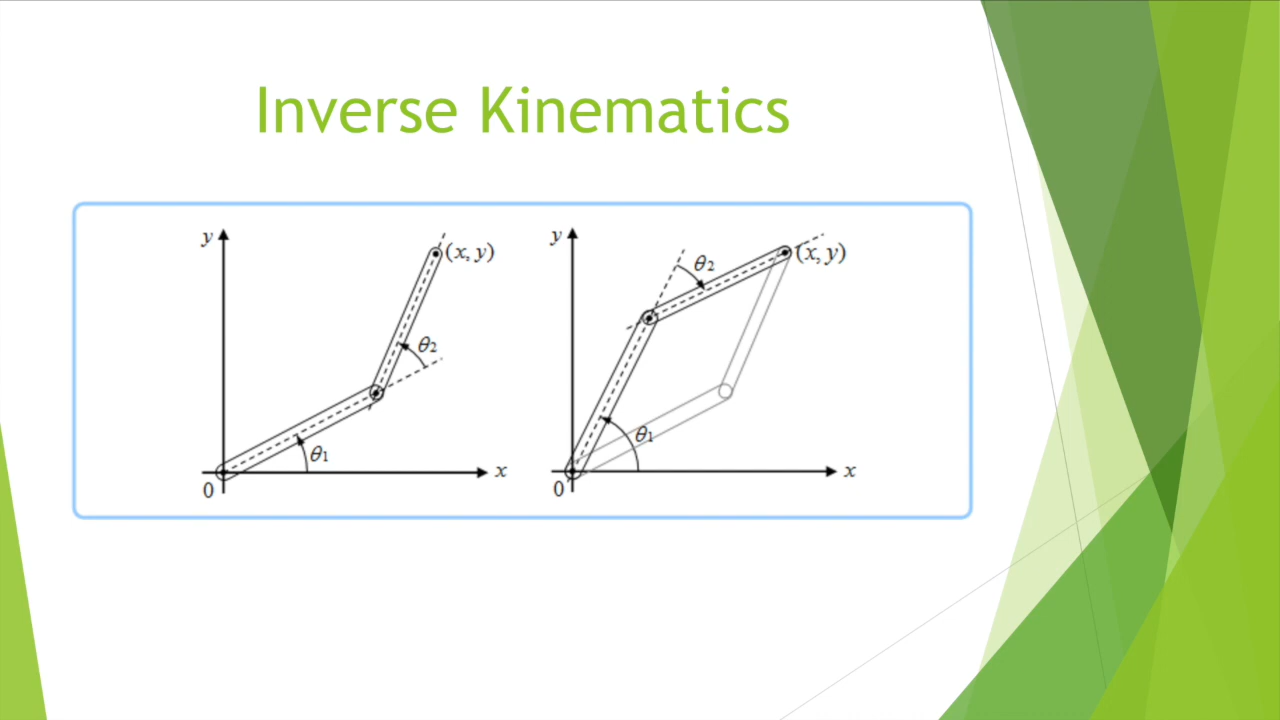 Inverse Kinematics
y
(x, y)
θ2
θ1
x
0
y
θ2
(x, y)
θ1
x
0